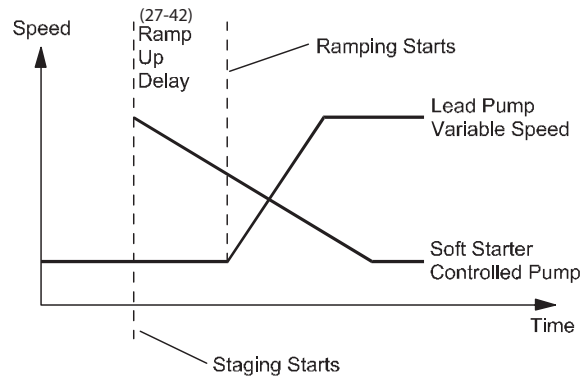 (27-42)
Speed
Ramp
Up
Delay
Ramping Starts
Lead Pump
Variable Speed
Soft Starter
Controlled Pump
Time
Staging Starts